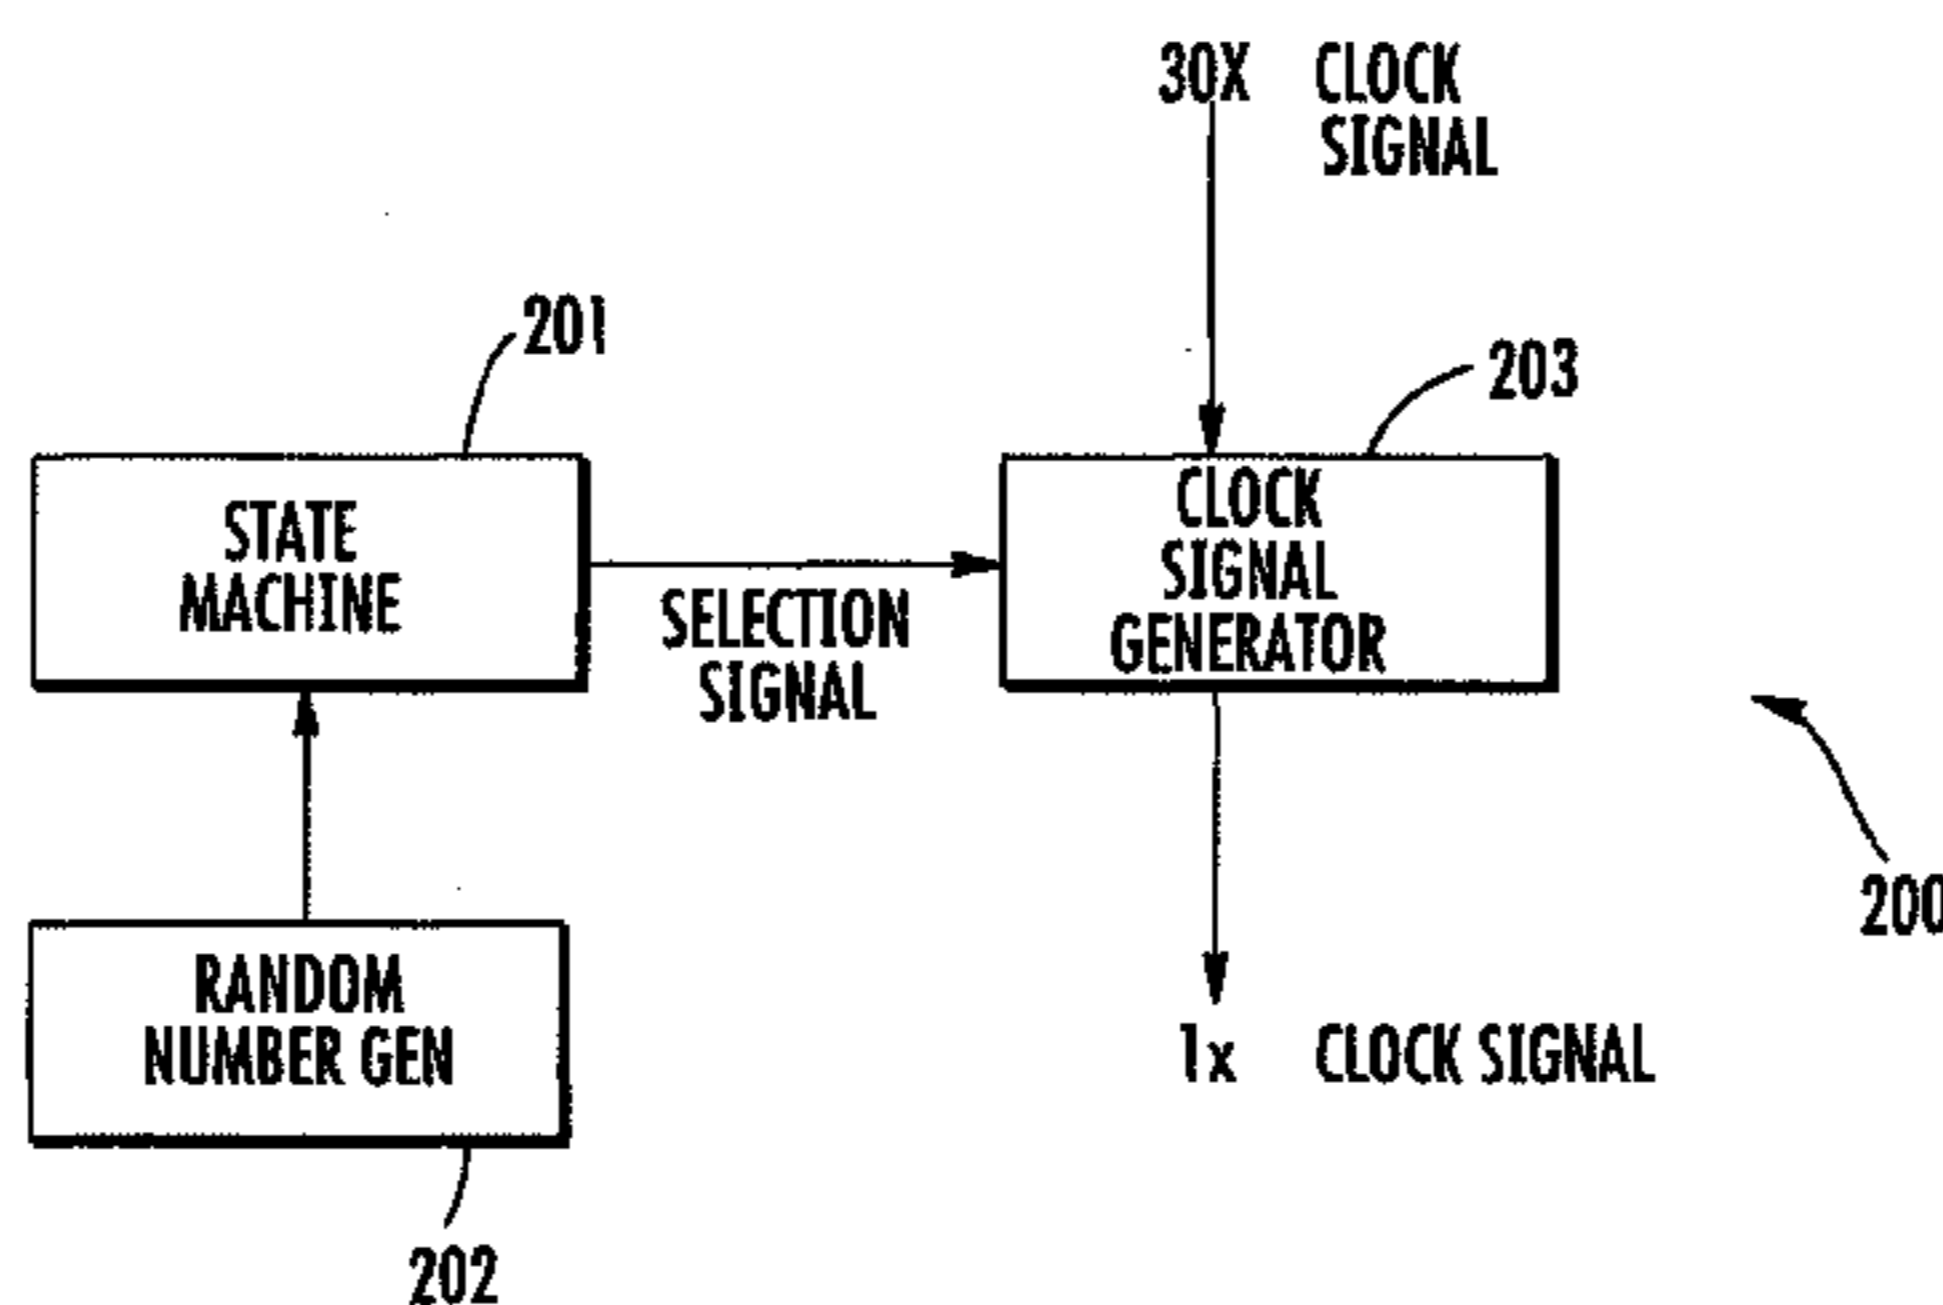 30X CLOCK
SIGNAL
201
203
STATE
MACHINE
SELECTION
SIGNAL
CLOCK
SIGNAL
GENERATOR
200
RANDOM
NUMBER GEN
1x CLOCK SIGNAL
202